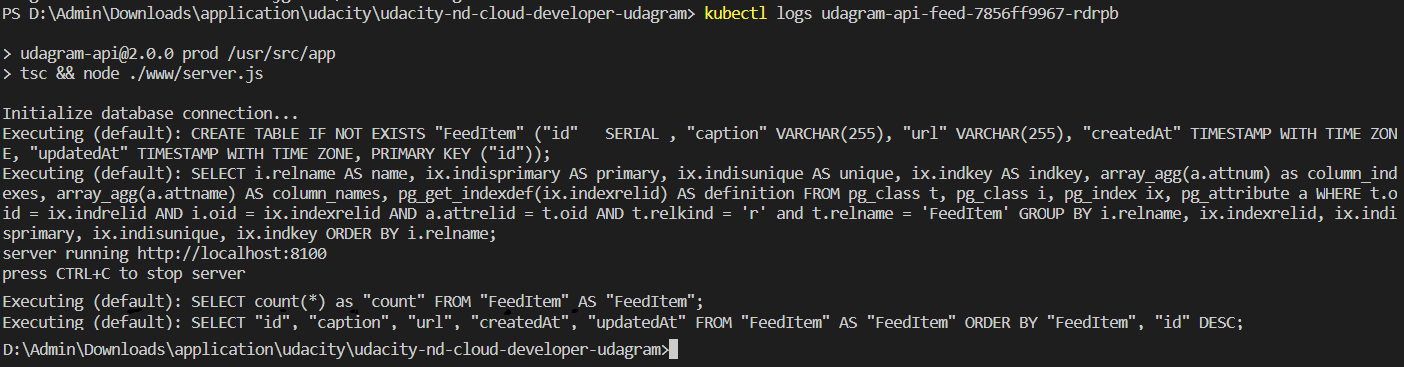 PS D:\Admin\Downloads\application\udacity\udacity-nd-cloud-developer-udagram> kubectl logs udagram-api-feed-7856ff9967-rdrpb
> udagram-api@2.0.0 prod /usr/src/app
> tsc && node ./www/server.js
Initialize database connection...
Executing (default): CREATE TABLE IF NOT EXISTS "FeedItem" ("id"   SERIAL , "caption" VARCHAR(255), "url" VARCHAR(255), "createdAt" TIMESTAMP WITH TIME ZON
E, "updatedAt" TIMESTAMP WITH TIME ZONE, PRIMARY KEY ("id"));
Executing (default): SELECT i.relname AS name, ix.indisprimary AS primary, ix.indisunique AS unique, ix.indkey AS indkey, array_agg(a.attnum) as column_ind
exes, array_agg(a.attname) AS column_names, pg_get_indexdef(ix.indexrelid) AS definition FROM pg_class t, pg_class i, pg_index ix, pg_attribute a WHERE t.o
id = ix.indrelid AND i.oid = ix.indexrelid AND a.attrelid = t.oid AND t.relkind = 'r' and t.relname = 'FeedItem' GROUP BY i.relname, ix.indexrelid, ix.indi
sprimary, ix.indisunique, ix.indkey ORDER BY i.relname;
server running http://localhost:8100
press CTRL+C to stop server
Executing (default): SELECT count(*) as "count" FROM "FeedItem" AS "FeedItem";
Executing (default): SELECT "id", "caption", "url", "createdAt", "updatedAt" FROM "FeedItem" AS "FeedItem" ORDER BY "FeedItem", "id" DESC;
D:\Admin\Downloads\application\udacity\udacity-nd-cloud-developer-udagram>